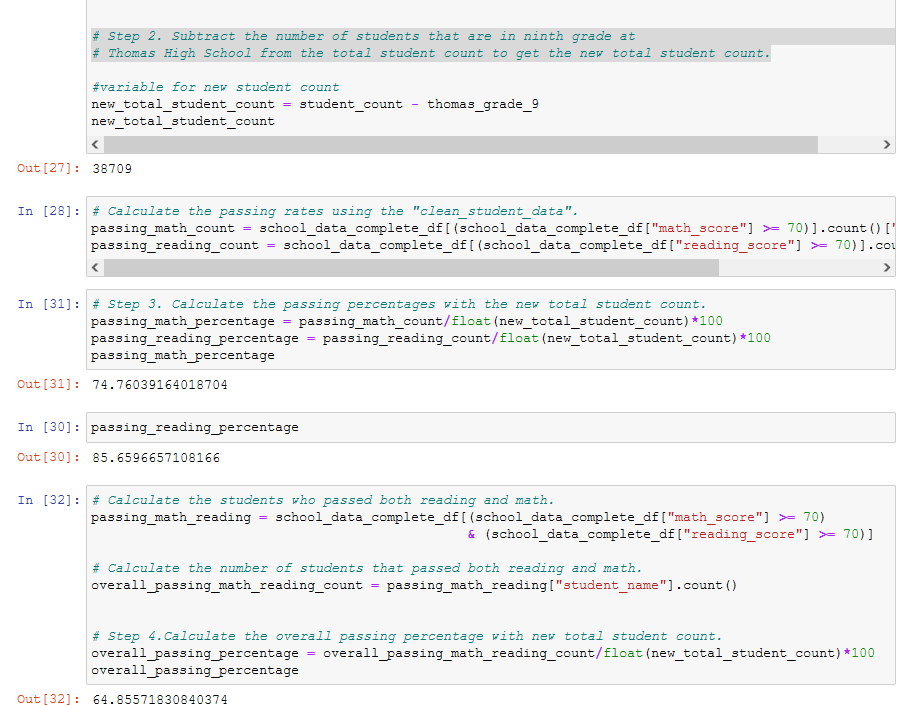 # Step 2. Subtract the number of students that are in ninth grade at
# Thomas High School from the total student count to get the new total student count.
#variable for new student count
new_total_student_count = student_count - thomas_grade_9
new_total_student_count
Out[27]: 38709
In [28]: # Calculate the passing rates using the "clean_student_data".
passing_math_count = school_data_complete_df[(school_data_complete_df["math_score"] >= 70)].count()["
passing_reading_count = school_data_complete_df[(school_data_complete_df["reading_score"] >= 70)].cou
In [31]: # Step 3. Calculate the passing percentages with the new total student count.
passing_math_percentage = passing_math_count/float(new_total_student_count)*100
passing_reading_percentage = passing_reading_count/float(new_total_student_count)*100
passing_math_percentage
Out[31]: 74.76039164018704
In [30]: passing_reading_percentage
Out[30]: 85.6596657108166
In [32]: # Calculate the students who passed both reading and math.
passing_math_reading = school_data_complete_df[(school_data_complete_df["math_score"] >= 70)
& (school_data_complete_df["reading_score"] >= 70)]
# Calculate the number of students that passed both reading and math.
overall_passing_math_reading_count = passing_math_reading["student_name"].count()
# Step 4.Calculate the overall passing percentage with new total student count.
overall_passing_percentage = overall_passing_math_reading_count/float(new_total_student_count)*100
overall_passing_percentage
Out[32]: 64.85571830840374